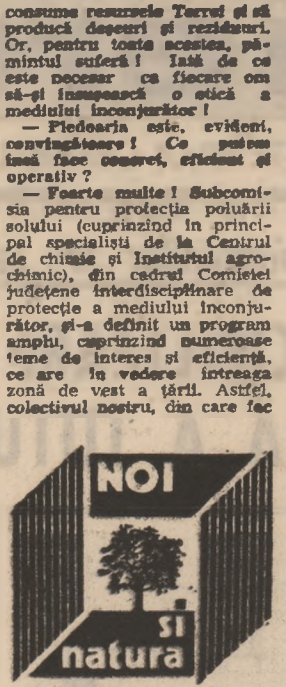 consume resursele Terrei și să
producă deșeuri și reziduuri.
Or, pentru toate acestea, pă-
mîntul suferă ! Iată de ce
este necesar ca fiecare om
să-și însușească o etică a
mediului înconjurător !
— Pledoaria este, evident,
convingătoare ! Ce putem
însă face concret, eficient și
operativ ?
— Foarte multe ! Subcomi-
sia pentru protecția poluării
solului (cuprinzînd în princi-
pal specialiști de la Centrul
de chimie și Institutul agro-
chimic), din cadrul Comisiei
județene interdisciplinare de
protecție a mediului înconju-
rător, și-a definit un program
amplu, cuprinzînd numeroase
teme de interes și eficiență,
ce are în vedere întreaga
zonă de vest a țării. Astfel,
colectivul nostru, din care fac
NOI
și
natura